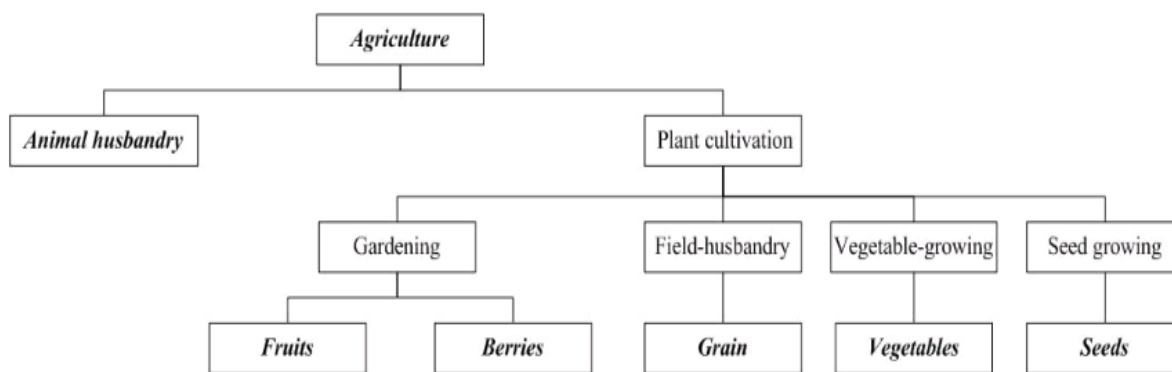 Agriculture
Animal husbandry
Plant cultivation
Gardening
Field-husbandry
Vegetable-growing
Seed growing
Fruits
Berries
Grain
Vegetables
Seeds